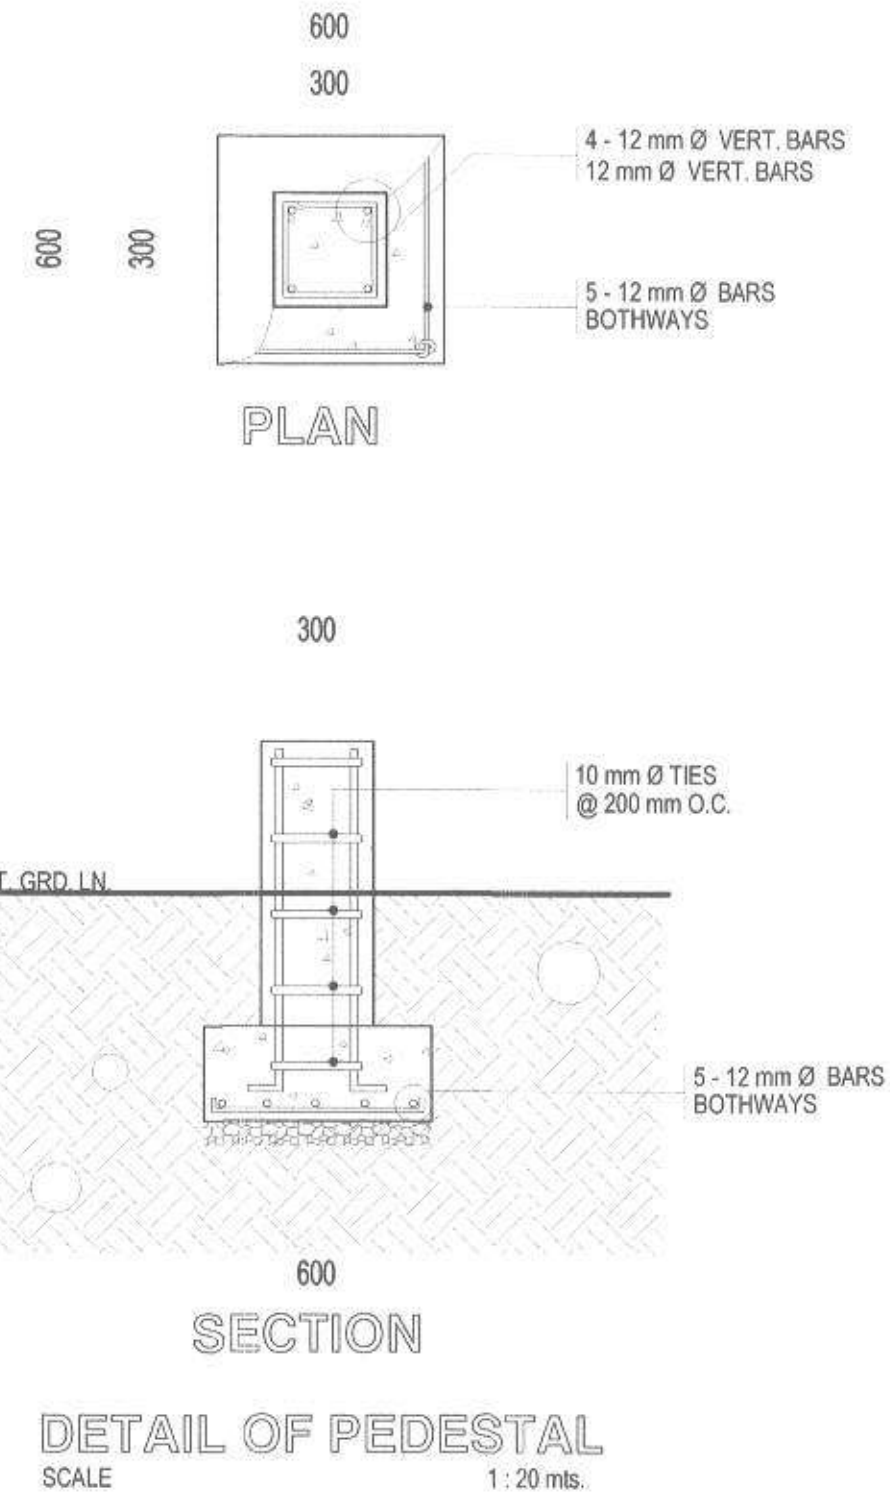 600
300
4 - 12 mm Ø VERT. BARS
12 mm Ø VERT. BARS
600
300
5 - 12 mm Ø BARS
BOTHWAYS
PLAN
300
10 mm Ø TIES
@ 200 mm O.C.
T. GRD. LN.
5 - 12 mm Ø BARS
BOTHWAYS
600
SECTION
DETAIL OF PEDESTAL
SCALE 1 : 20 mts.